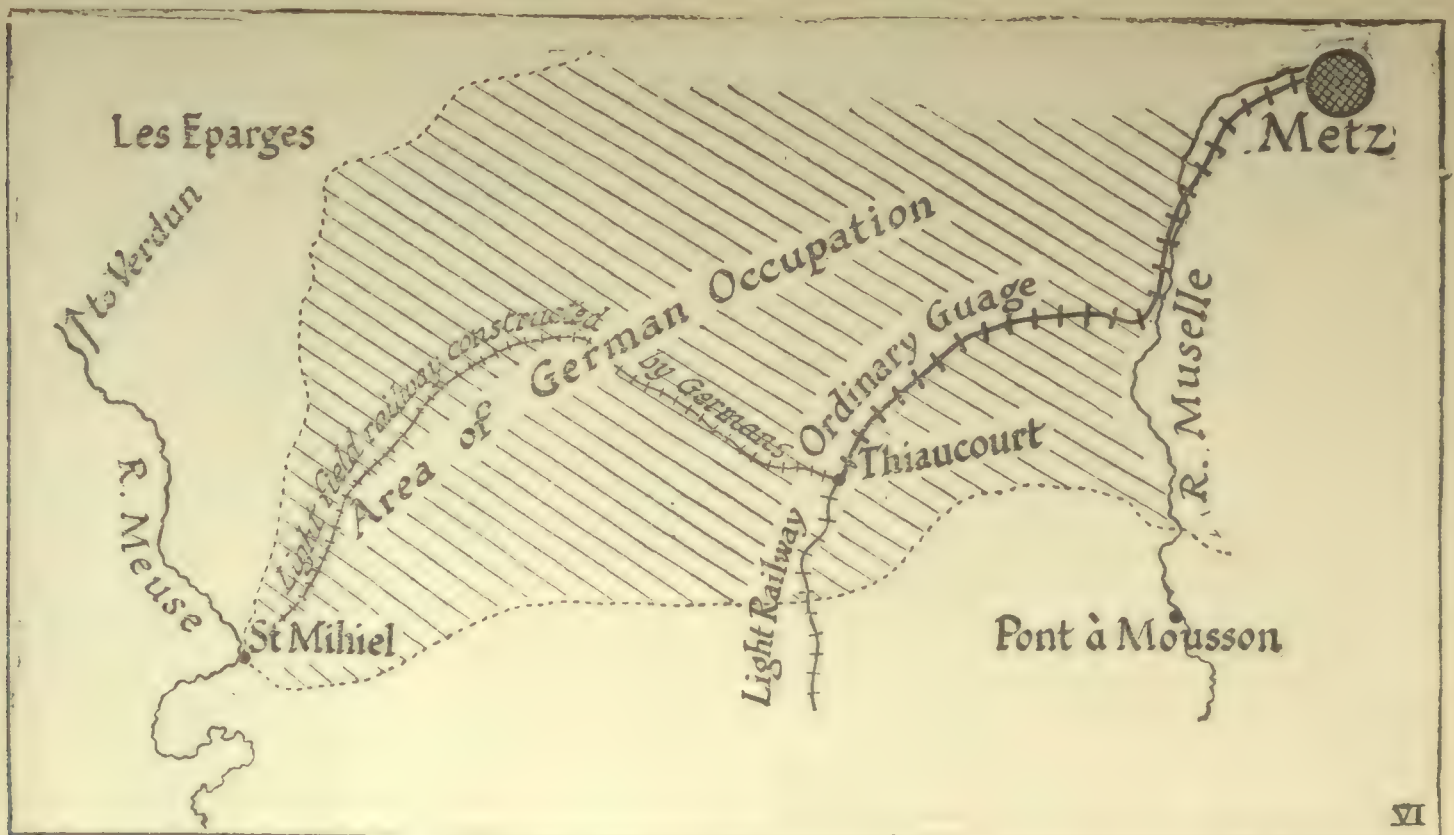 Les Eparges
Metz
to Verdun
Area of German Occupation
Light field railway constructed
by Germans
Ordinary Guage
Thiaucourt
R. Muselle
R. Meuse
St Mihiel
Light Railway
Pont à Mousson
VI